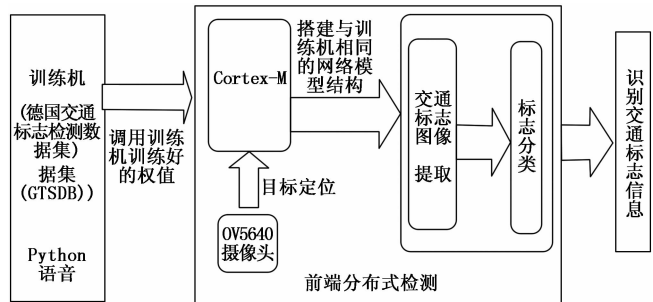 训练机
(德国交通
标志检测数
据集)
据集
(GTSDB))
Python
语音
调用训练
机训练好
的权值
Cortex-M
搭建与训
练机相同
的网络模
型结构
目标定位
OV5640
摄像头
交通
标志
图像
提取
标志分类
前端分布式检测
识别交通标志信息